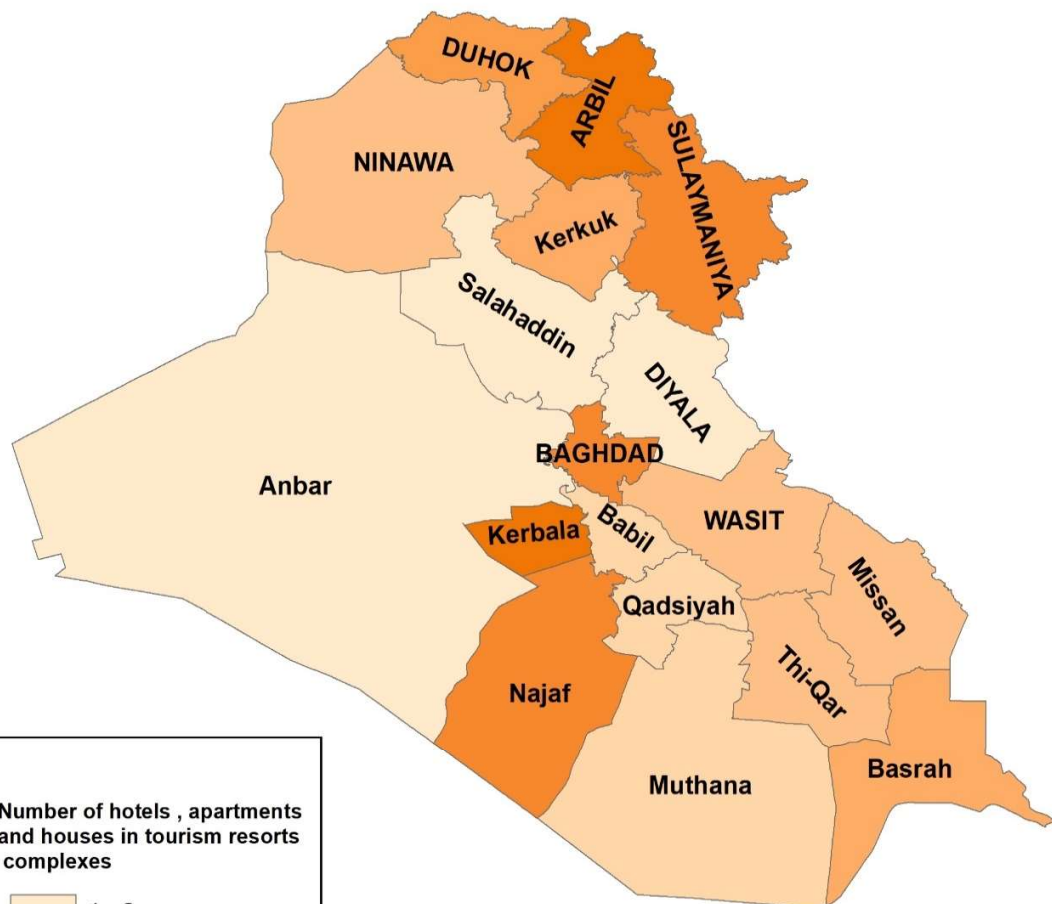 DUHOK
ARBIL
SULAYMANIYA
NINAWA
Kerkuk
Salahaddin
DIYALA
BAGHDAD
Anbar
WASIT
Kerbala
Babil
Missan
Qadsiyah
Thi-Qar
Najaf
Muthana
Basrah
Number of hotels , apartments
and houses in tourism resorts
complexes